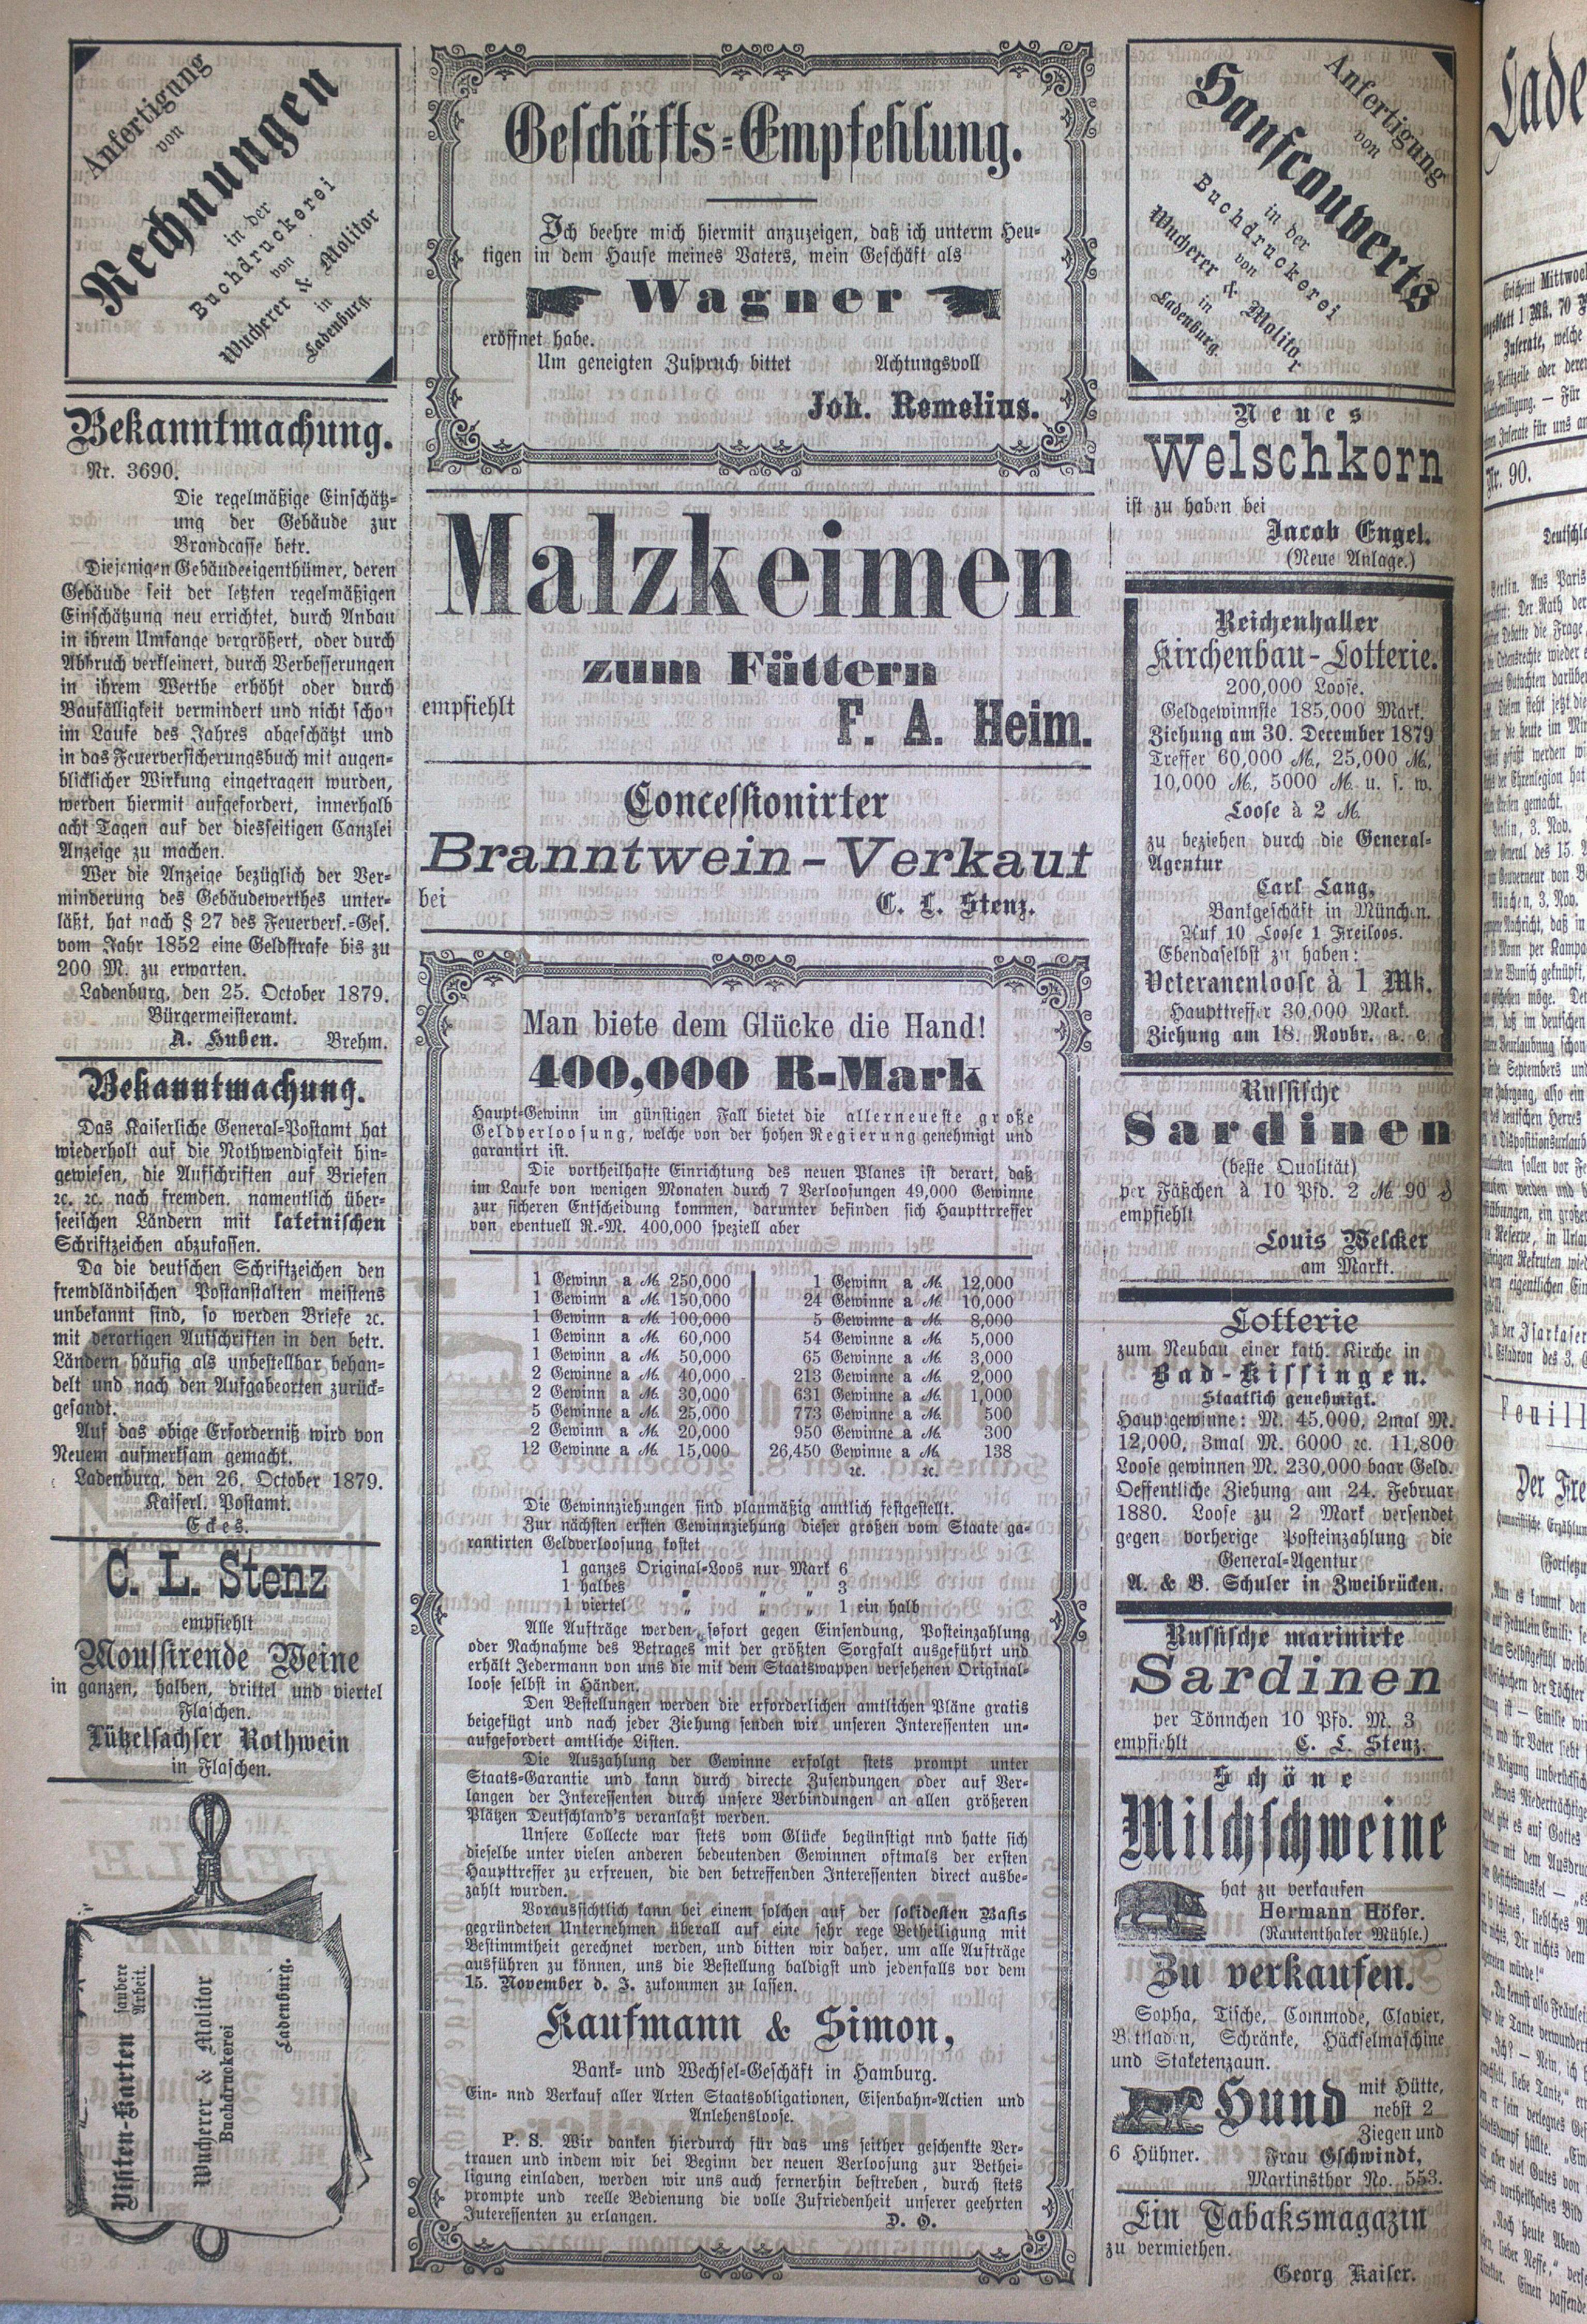 Anfertigung
von
Rechnungen
in der
Buchdruckerei
von
Wucherer & Molitor
in
Ladenburg.
Bekanntmachung.
Nr. 3690.
Die regelmäßige Einschätz-
ung der Gebäude zur
Brandcasse betr.
Diejenigen Gebäudeeigenthümer, deren
Gebäude seit der letzten regelmäßigen
Einschätzung neu errichtet, durch Anbau
in ihrem Umfange vergrößert, oder durch
Abbruch verkleinert, durch Verbesserungen
in ihrem Werthe erhöht oder durch
Baufälligkeit vermindert und nicht schon
im Laufe des Jahres abgeschätzt und
in das Feuerversicherungsbuch mit augen-
blicklicher Wirkung eingetragen wurden,
werden hiermit aufgefordert, innerhalb
acht Tagen auf der diesseitigen Canzlei
Anzeige zu machen.
Wer die Anzeige bezüglich der Ver-
minderung des Gebäudewerthes unter-
läßt, hat nach § 27 des Feuervers.-Ges.
vom Jahr 1852 eine Geldstrafe bis zu
200 M. zu erwarten.
Ladenburg, den 25. October 1879.
Bürgermeisteramt.
A. Huben. Brehm.
Bekanntmachung.
Das Kaiserliche General-Postamt hat
wiederholt auf die Nothwendigkeit hin-
gewiesen, die Aufschriften auf Briefen
ꝛc. ꝛc. nach fremden, namentlich über-
seeischen Ländern mit lateinischen
Schriftzeichen abzufassen.
Da die deutschen Schriftzeichen den
fremdländischen Postanstalten meistens
unbekannt sind, so werden Briefe ꝛc.
mit derartigen Aufschriften in den betr.
Ländern häufig als unbestellbar behan-
delt und nach den Aufgabeorten zurück-
gesandt.
Auf das obige Erforderniß wird von
Neuem aufmerksam gemacht.
Ladenburg, den 26. October 1879.
Kaiserl. Postamt.
Eckes.
C. L. Stenz
empfiehlt
Moussirende Weine
in ganzen, halben, drittel und viertel
Flaschen.
Lützelsachser Rothwein
in Flaschen.
Visiten-Karten
saubere
Arbeit.
Wucherer & Molitor
Buchdruckerei
Ladenburg.
Geschäfts-Empfehlung.
Ich beehre mich hiermit anzuzeigen, daß ich unterm Heu-
tigen in dem Hause meines Vaters, mein Geschäft als
Wagner
eröffnet habe.
Um geneigten Zuspruch bittet Achtungsvoll
Joh. Remelius.
Malzkeimen
zum Füttern
empfiehlt
F. A. Heim.
Concessionirter
Branntwein-Verkauf
bei
C. L. Stenz.
Man biete dem Glücke die Hand!
400,000 R-Mark
Haupt-Gewinn im günstigen Fall bietet die allerneueste große
Geldverloosung, welche von der hohen Regierung genehmigt und
garantirt ist.
Die vortheilhafte Einrichtung des neuen Planes ist derart, daß
im Laufe von wenigen Monaten durch 7 Verloosungen 49,000 Gewinne
zur sicheren Entscheidung kommen, darunter befinden sich Haupttrreffer
von eventuell R.-M. 400,000 speziell aber
1 Gewinn a M. 250,000
1 Gewinn a M. 150,000
1 Gewinn a M. 100,000
1 Gewinn a M. 60,000
1 Gewinn a M. 50,000
2 Gewinne a M. 40,000
2 Gewinn a M. 30,000
5 Gewinne a M. 25,000
2 Gewinn a M. 20,000
12 Gewinne a M. 15,000
1 Gewinn a M. 12,000
24 Gewinne a M. 10,000
5 Gewinne a M. 8,000
54 Gewinne a M. 5,000
65 Gewinne a M. 3,000
213 Gewinne a M. 2,000
631 Gewinne a M. 1,000
773 Gewinne a M. 500
950 Gewinne a M. 300
26,450 Gewinne a M. 138
ꝛc. ꝛc.
Die Gewinnziehungen sind planmäßig amtlich festgestellt.
Zur nächsten ersten Gewinnziehung dieser großen vom Staate ga-
rantirten Geldverloosung kostet
1 ganzes Original-Loos nur Mark 6
1 halbes „ „ „ 3
1 viertel „ „ „ 1 ein halb
Alle Aufträge werden sofort gegen Einsendung, Posteinzahlung
oder Nachnahme des Betrages mit der größten Sorgfalt ausgeführt und
erhält Jedermann von uns die mit dem Staatswappen versehenen Original-
loose selbst in Händen.
Den Bestellungen werden die erforderlichen amtlichen Pläne gratis
beigefügt und nach jeder Ziehung senden wir unseren Interessenten un-
aufgefordert amtliche Listen.
Die Auszahlung der Gewinne erfolgt stets prompt unter
Staats-Garantie und kann durch directe Zusendungen oder auf Ver-
langen der Interessenten durch unsere Verbindungen an allen größeren
Plätzen Deutschland's veranlaßt werden.
Unsere Collecte war stets vom Glücke begünstigt nnd hatte sich
dieselbe unter vielen anderen bedeutenden Gewinnen oftmals der ersten
Haupttreffer zu erfreuen, die den betreffenden Interessenten direct ausbe-
zahlt wurden.
Voraussichtlich kann bei einem solchen auf der solidesten Basis
gegründeten Unternehmen überall auf eine sehr rege Betheiligung mit
Bestimmtheit gerechnet werden, und bitten wir daher, um alle Aufträge
ausführen zu können, uns die Bestellung baldigst und jedenfalls vor dem
15. November d. J. zukommen zu lassen.
Kaufmann & Simon,
Bank- und Wechsel-Geschäft in Hamburg.
Ein- nnd Verkauf aller Arten Staatsobligationen, Eisenbahn-Actien und
Anlehensloose.
P. S. Wir danken hierdurch für das uns seither geschenkte Ver-
trauen und indem wir bei Beginn der neuen Verloosung zur Bethei-
ligung einladen, werden wir uns auch fernerhin bestreben, durch stets
prompte und reelle Bedienung die volle Zufriedenheit unserer geehrten
Interessenten zu erlangen. D. O.
Anfertigung
von
Hanfcouverts
in der
Buchdruckerei
von
Wucherer & Molitor
in
Ladenburg.
Neues
Welschkorn
ist zu haben bei
Jacob Engel.
(Neue Anlage.)
Reichenhaller
Kirchenbau-Lotterie.
200,000 Loose.
Geldgewinnste 185,000 Mark.
Ziehung am 30. December 1879
Treffer 60,000 M., 25,000 M.,
10,000 M., 5000 M. u. s. w.
Loose à 2 M.
zu beziehen durch die General-
Agentur
Carl Lang,
Bankgeschäft in München.
Auf 10 Loose 1 Freiloos.
Ebendaselbst zu haben:
Veteranenloose à 1 Mk.
Haupttreffer 30,000 Mark.
Ziehung am 18. Novbr. a. c.
Russische
Sardinen
(beste Qualität)
per Fäßchen à 10 Pfd. 2 M. 90 ₰
empfiehlt
Louis Welcker
am Markt.
Lotterie
zum Neubau einer kath. Kirche in
Bad-Kissingen.
Staatlich genehmigt.
Hauptgewinne: M. 45,000, 2mal M.
12,000, 3mal M. 6000 ꝛc. 11,800
Loose gewinnen M. 230,000 baar Geld.
Oeffentliche Ziehung am 24. Februar
1880. Loose zu 2 Mark versendet
gegen vorherige Posteinzahlung die
General-Agentur
A. & B. Schuler in Zweibrücken.
Russische marinirte
Sardinen
per Tönnchen 10 Pfd. M. 3
empfiehlt C. L. Stenz.
Schöne
Milchschweine
hat zu verkaufen
Hermann Höfer.
(Rautenthaler Mühle.)
Zu verkaufen.
Sopha, Tische, Commode, Clavier,
Bettladen, Schränke, Häckselmaschine
und Staketenzaun.
Hund mit Hütte,
nebst 2
Ziegen und
6 Hühner. Frau Gschwindt,
Martinsthor No. 553.
Ein Tabaksmagazin
zu vermiethen.
Georg Kaiser.
Lade
Nr. 90.